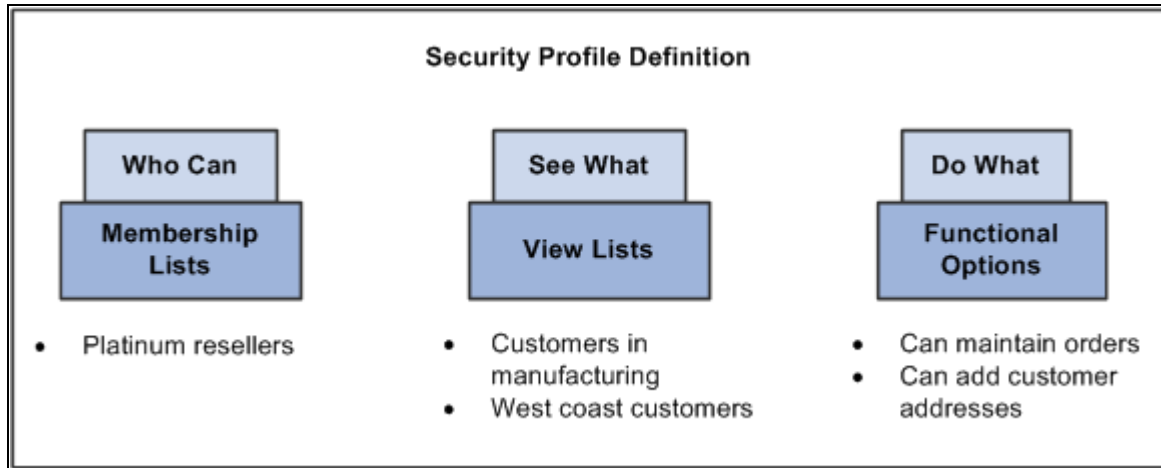 Security Profile Definition
Who Can
Membership
Lists
• Platinum resellers
See What
View Lists
• Customers in
manufacturing
• West coast customers
Do What
Functional
Options
• Can maintain orders
• Can add customer
addresses